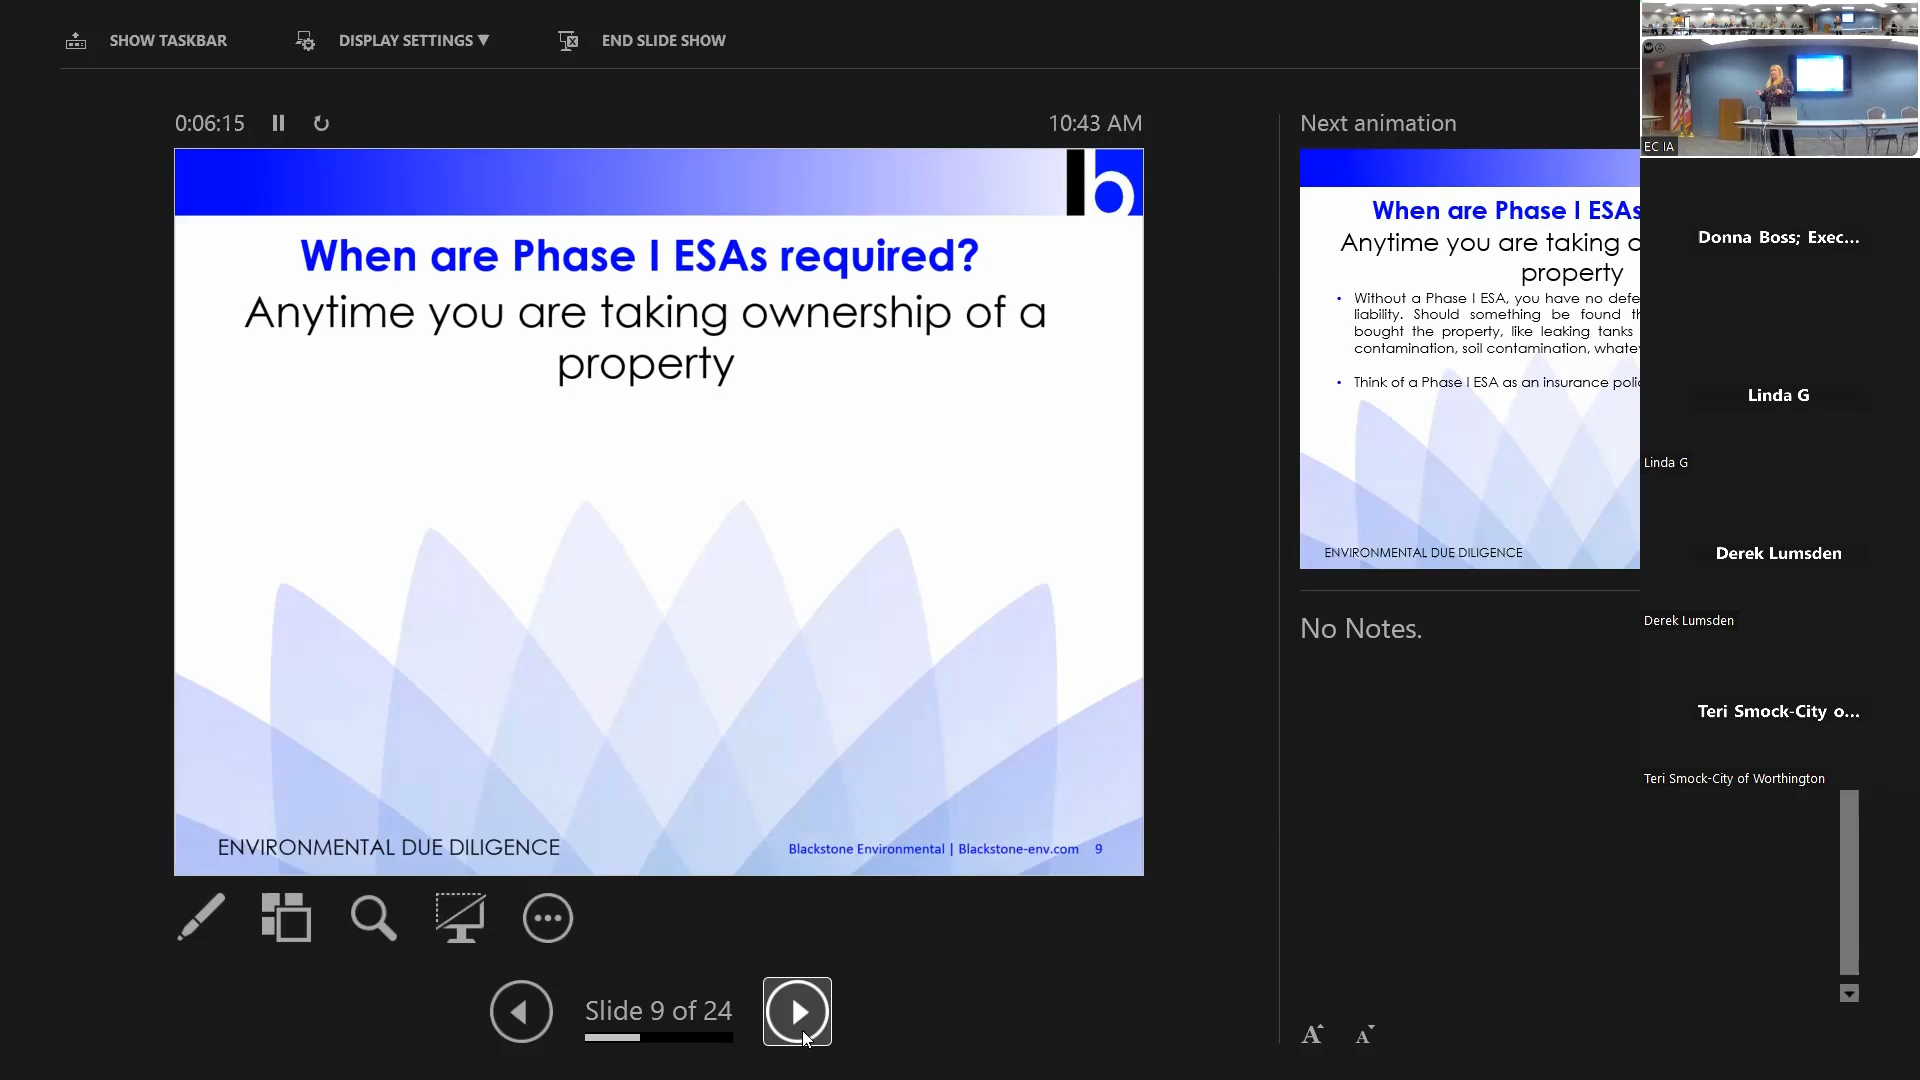 SHOW TASKBAR
DISPLAY SETTINGS ▼
END SLIDE SHOW
0:06:15
10:43 AM
b
When are Phase I ESAs required?
Anytime you are taking ownership of a
property
ENVIRONMENTAL DUE DILIGENCE
Blackstone Environmental | Blackstone-env.com 9
Slide 9 of 24
Next animation
When are Phase I ESAs
Anytime you are taking o
property
• Without a Phase I ESA, you have no defe
liability. Should something be found th
bought the property, like leaking tanks
contamination, soil contamination, whate
• Think of a Phase I ESA as an insurance polic
ENVIRONMENTAL DUE DILIGENCE
No Notes.
A A
EC IA
Donna Boss; Exec...
Linda G
Linda G
Derek Lumsden
Derek Lumsden
Teri Smock-City o...
Teri Smock-City of Worthington